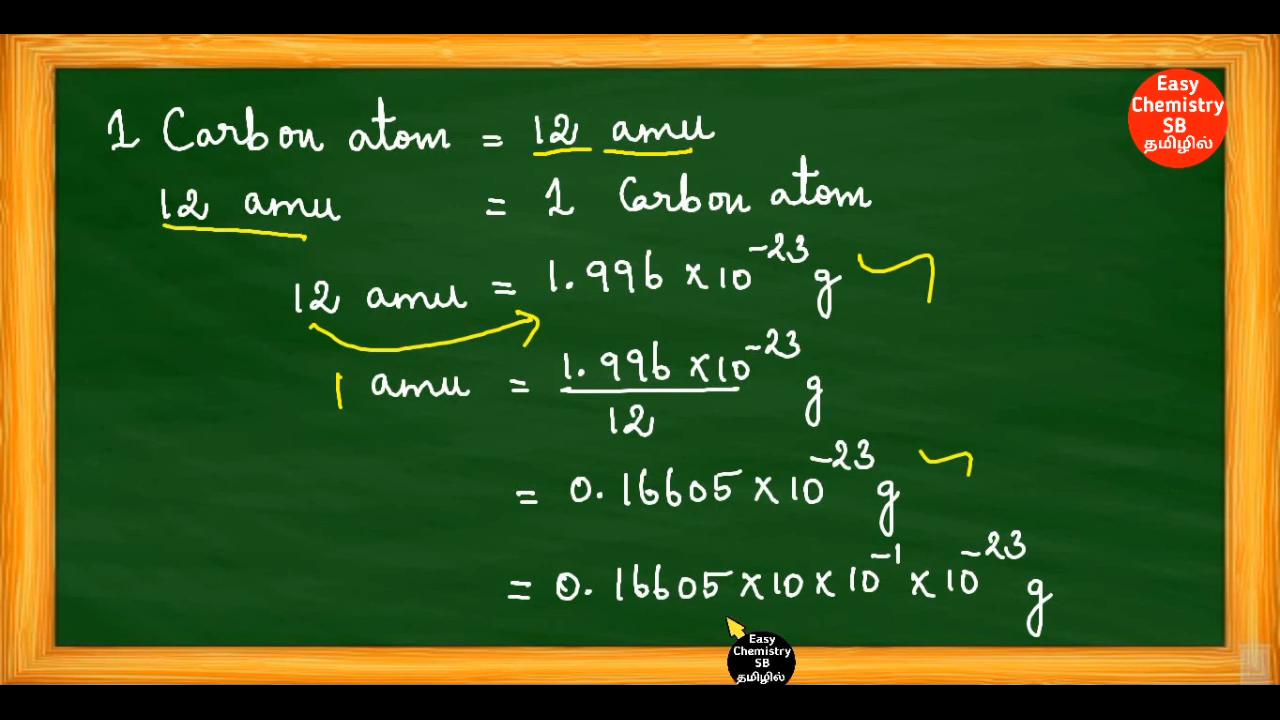 1 Carbon atom = 12 amu
12 amu = 1 Carbon atom
12 amu = 1.996 × 10⁻²³ g
1 amu = 1.996 × 10⁻²³ g
12
= 0.16605 × 10⁻²³ g
= 0.16605 × 10 × 10⁻¹ × 10⁻²³ g
Easy
Chemistry
SB
தமிழில்
Easy
Chemistry
SB
தமிழில்